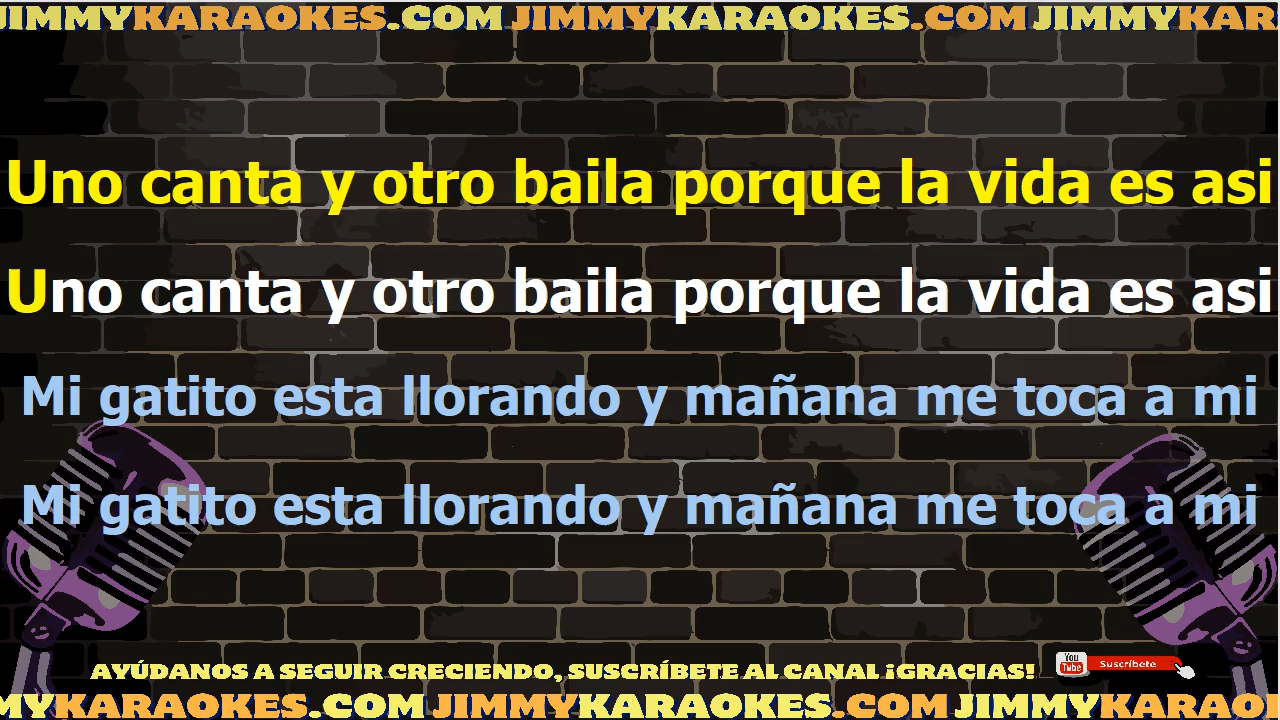 JIMMYKARAOKES.COM JIMMYKARAOKES.COM JIMMYKAR
Uno canta y otro baila porque la vida es asi
Uno canta y otro baila porque la vida es asi
Mi gatito esta llorando y mañana me toca a mi
Mi gatito esta llorando y mañana me toca a mi
AYÚDANOS A SEGUIR CRECIENDO, SUSCRÍBETE AL CANAL ¡GRACIAS!
You Tube Suscríbete
MYKARAOKES.COM JIMMYKARAOKES.COM JIMMYKARAO